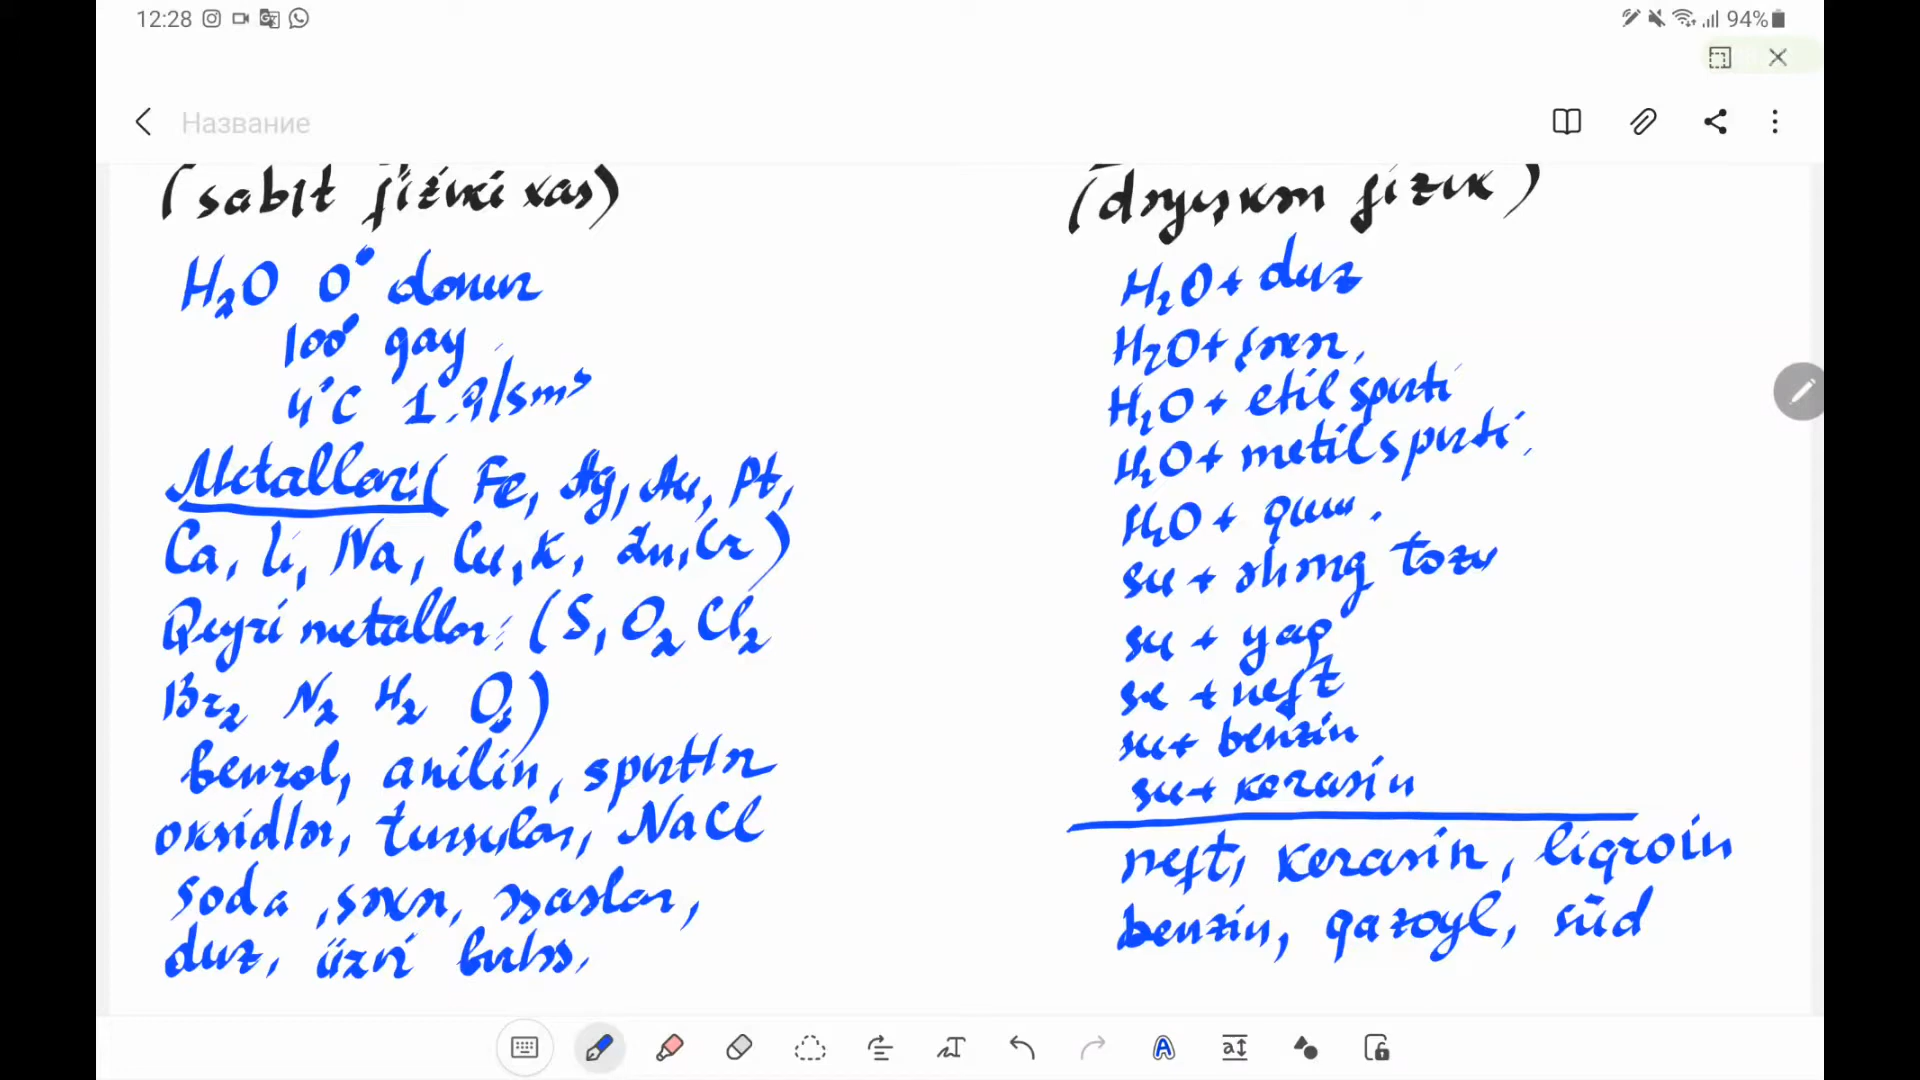 12:28
94%
Название
(sabit fiziki xas)
H₂O 0° donur
100° qay
4°C 1 q/sm³
Metallar: ( Fe, Ag, Au, Pt,
Ca, Li, Na, Cu, K, Zn, Cr )
Qeyri metallar: (S, O₂ Cl₂
Br₂ N₂ H₂ O₃)
benzol, anilin, spirtlər
oksidlər, turşular, NaCl
soda, şəkər, əsaslar,
duz, üzvi
(dəyişkən fizik)
H₂O + duz
H₂O + şəkər,
H₂O + etil spirti
H₂O + metil spirti,
H₂O + qum.
su + əhəng tozu
su + yağ
su + neft
su + benzin
su + kerasin
neft, kerasin, liqroin
benzin, qazoyl, süd